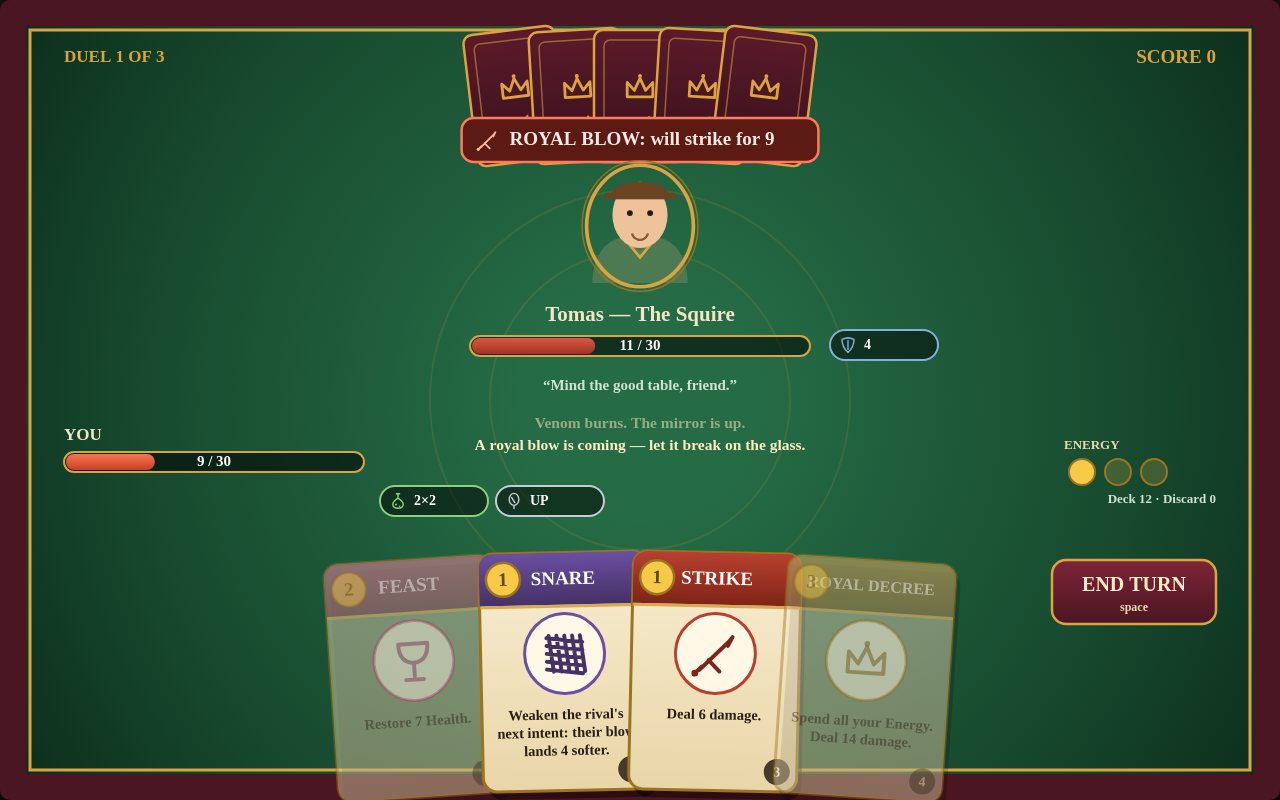 DUEL 1 OF 3
SCORE 0
ROYAL BLOW: will strike for 9
Tomas — The Squire
11 / 30
4
“Mind the good table, friend.”
Venom burns. The mirror is up.
A royal blow is coming — let it break on the glass.
YOU
9 / 30
2×2
UP
ENERGY
Deck 12 · Discard 0
2
FEAST
Restore 7 Health.
1
SNARE
Weaken the rival's
next intent: their blow
lands 4 softer.
1
STRIKE
Deal 6 damage.
3
3
ROYAL DECREE
Spend all your Energy.
Deal 14 damage.
4
END TURN
space